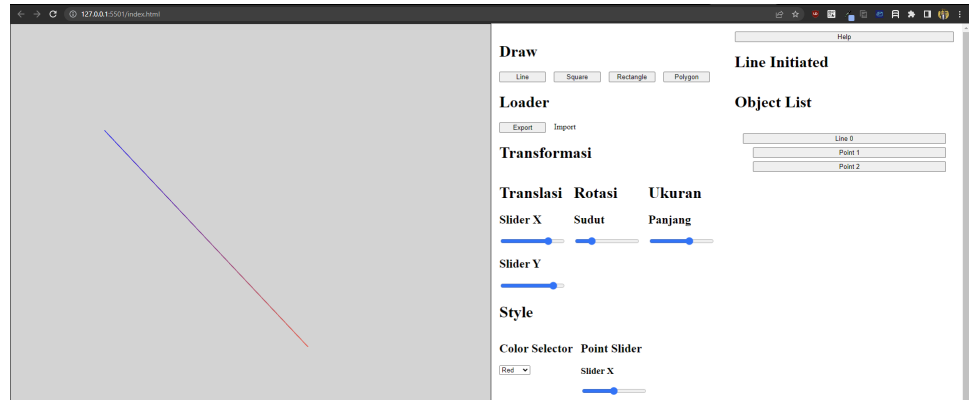 127.0.0.1:5501/index.html
Draw
Line Square Rectangle Polygon
Loader
Export Import
Transformasi
Translasi Rotasi Ukuran
Slider X Sudut Panjang
Slider Y
Style
Color Selector Point Slider
Red Slider X
Help
Line Initiated
Object List
Line 0
Point 1
Point 2